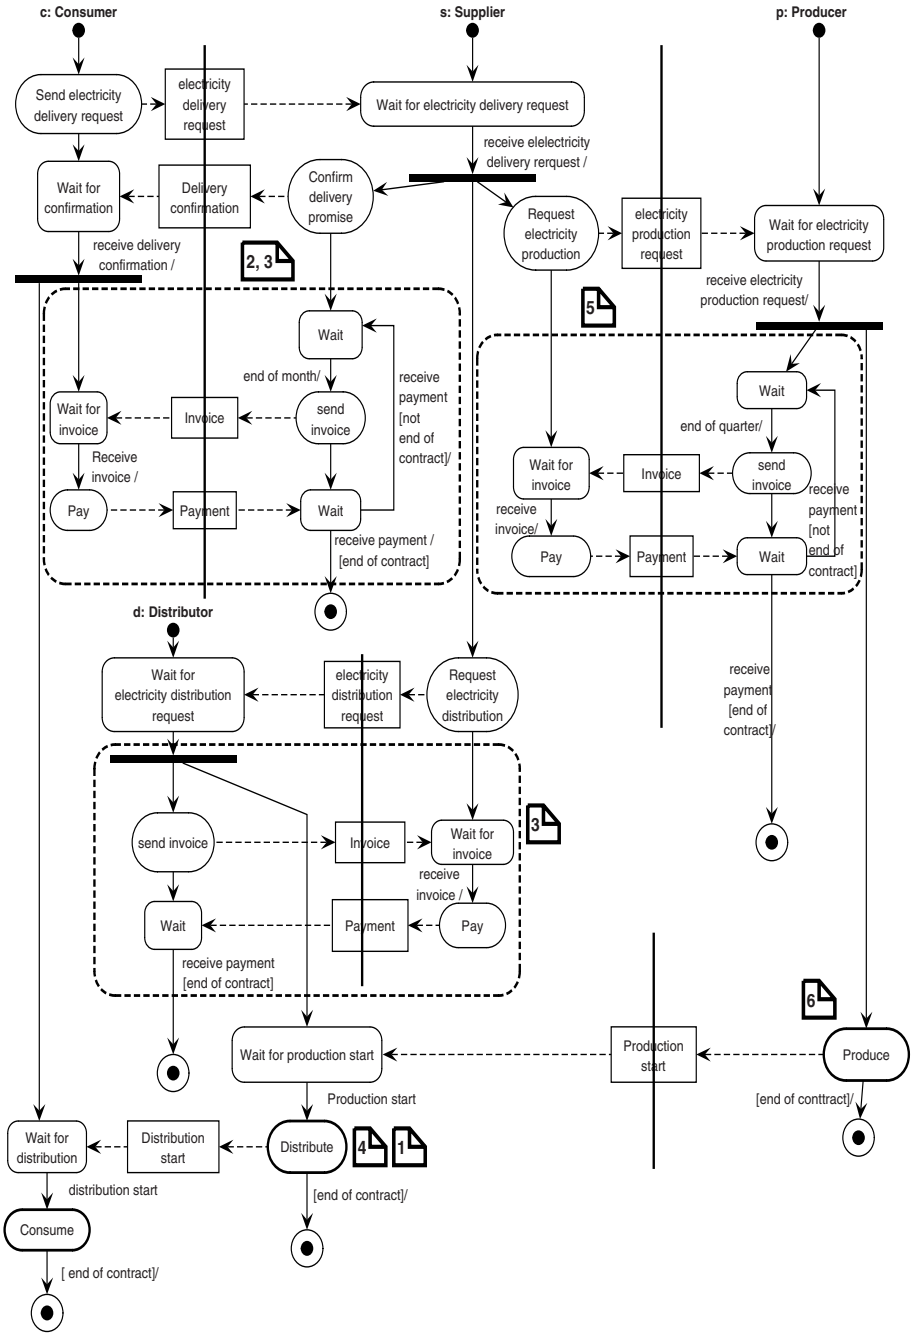 c: Consumer
s: Supplier
p: Producer
Send electricity
delivery request
electricity
delivery
request
Wait for electricity delivery request
receive elelectricity
delivery rerquest /
Wait for
confirmation
Delivery
confirmation
Confirm
delivery
promise
Request
electricity
production
electricity
production
request
Wait for electricity
production request
receive delivery
confirmation /
2, 3
receive electricity
production request/
5
Wait
end of month/
receive
payment
[not
end of
contract]/
Wait for
invoice
Invoice
send
invoice
Receive
invoice /
Pay
Payment
Wait
receive payment /
[end of contract]
Wait
end of quarter/
Wait for
invoice
Invoice
send
invoice
receive
invoice/
receive
payment
[not
end of
contract]
Pay
Payment
Wait
d: Distributor
Wait for
electricity distribution
request
electricity
distribution
request
Request
electricity
distribution
receive
payment
[end of
contract]/
3
send invoice
Invoice
Wait for
invoice
receive
invoice /
Wait
Payment
Pay
receive payment
[end of contract]
6
Wait for production start
Production
start
Produce
Production start
[end of conttract]/
Wait for
distribution
Distribution
start
Distribute
4
1
distribution start
[end of contract]/
Consume
[ end of contract]/